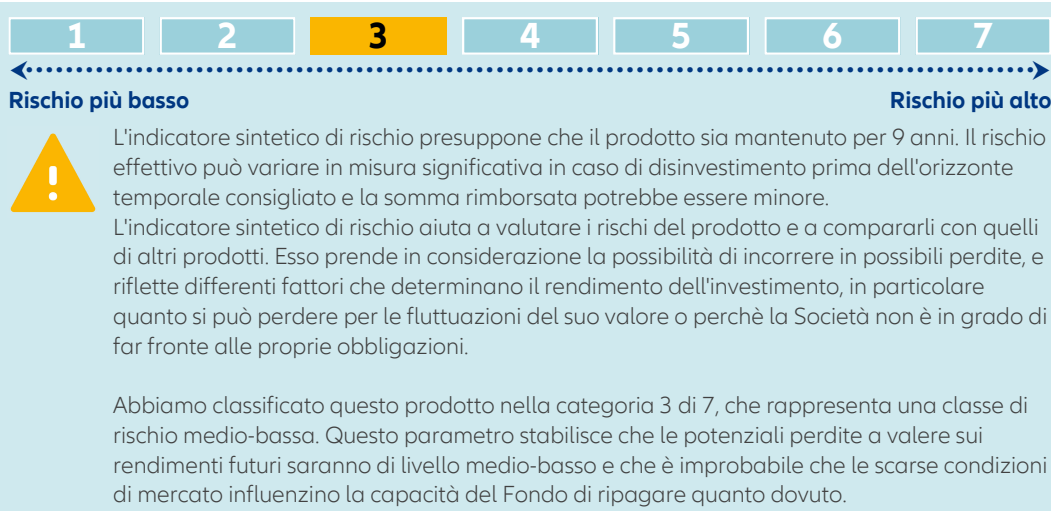 1 2 3 4 5 6 7
Rischio più basso Rischio più alto
L'indicatore sintetico di rischio presuppone che il prodotto sia mantenuto per 9 anni. Il rischio
effettivo può variare in misura significativa in caso di disinvestimento prima dell'orizzonte
temporale consigliato e la somma rimborsata potrebbe essere minore.
L'indicatore sintetico di rischio aiuta a valutare i rischi del prodotto e a compararli con quelli
di altri prodotti. Esso prende in considerazione la possibilità di incorrere in possibili perdite, e
riflette differenti fattori che determinano il rendimento dell'investimento, in particolare
quanto si può perdere per le fluttuazioni del suo valore o perchè la Società non è in grado di
far fronte alle proprie obbligazioni.
Abbiamo classificato questo prodotto nella categoria 3 di 7, che rappresenta una classe di
rischio medio-bassa. Questo parametro stabilisce che le potenziali perdite a valere sui
rendimenti futuri saranno di livello medio-basso e che è improbabile che le scarse condizioni
di mercato influenzino la capacità del Fondo di ripagare quanto dovuto.